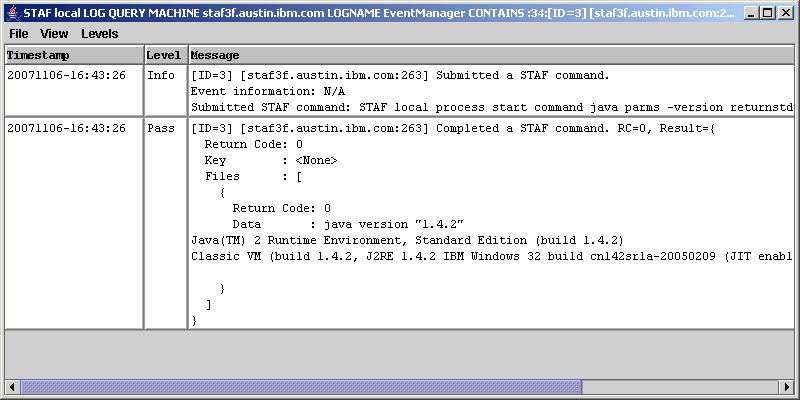 STAF local LOG QUERY MACHINE staf3f.austin.ibm.com LOGNAME EventManager CONTAINS :34:[ID=3] [staf3f.austin.ibm.com:2...
File View Levels
Timestamp Level Message
20071106-16:43:26 Info [ID=3] [staf3f.austin.ibm.com:263] Submitted a STAF command.
Event information: N/A
Submitted STAF command: STAF local process start command java parms -version returnstd
20071106-16:43:26 Pass [ID=3] [staf3f.austin.ibm.com:263] Completed a STAF command. RC=0, Result={
Return Code: 0
Key : <None>
Files : [
{
Return Code: 0
Data : java version "1.4.2"
Java(TM) 2 Runtime Environment, Standard Edition (build 1.4.2)
Classic VM (build 1.4.2, J2RE 1.4.2 IBM Windows 32 build cn142sr1a-20050209 (JIT enabl
}
]
}